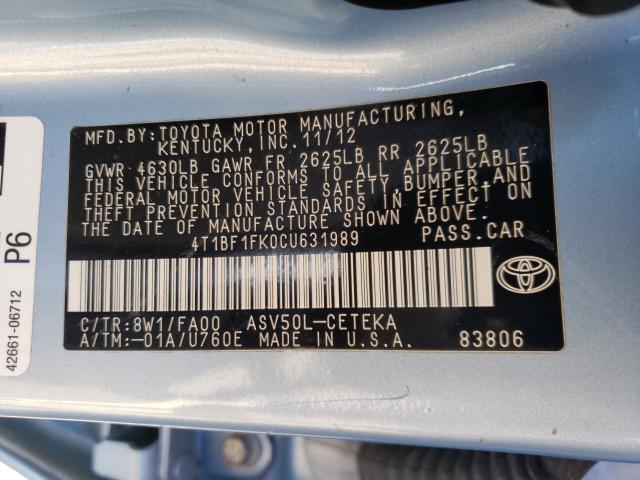 MFD. BY: TOYOTA MOTOR MANUFACTURING,
KENTUCKY, INC. 11/12
GVWR 4630LB GAWR FR 2625LB RR 2625LB
THIS VEHICLE CONFORMS TO ALL APPLICABLE
FEDERAL MOTOR VEHICLE SAFETY, BUMPER, AND
THEFT PREVENTION STANDARDS IN EFFECT ON
THE DATE OF MANUFACTURE SHOWN ABOVE.
4T1BF1FK0CU631989 PASS. CAR
C/TR: 8W1/FA00 ASV50L-CETEKA
A/TM: -01A/U760E MADE IN U.S.A. 83806
42661-06712
P6